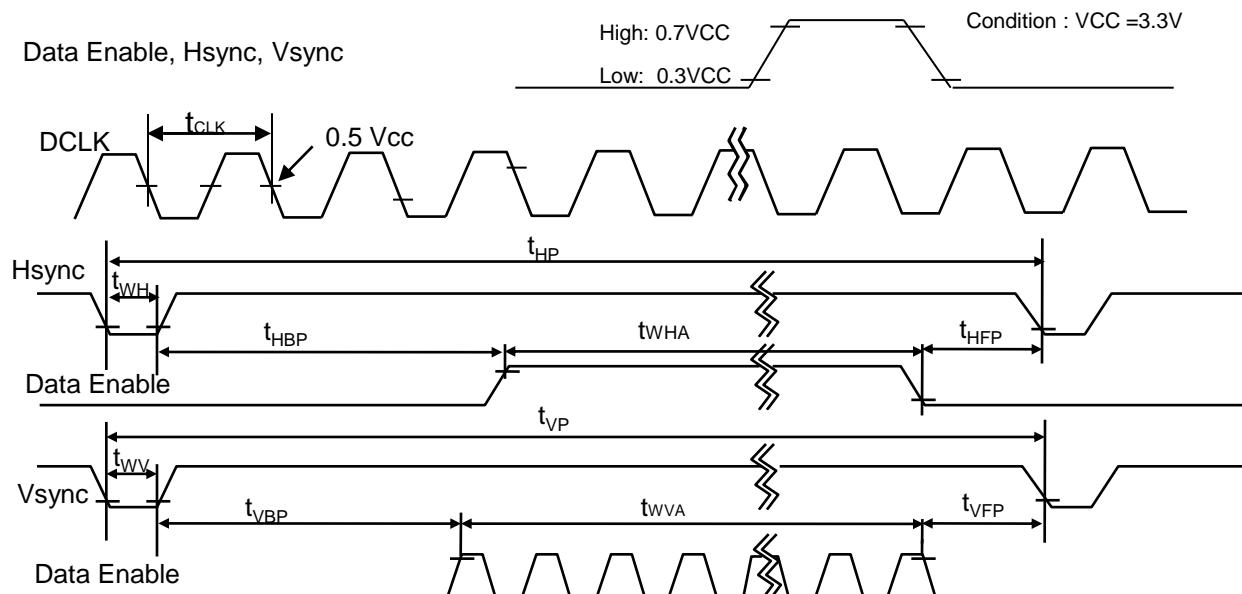 High: 0.7VCC
Condition : VCC =3.3V
Data Enable, Hsync, Vsync
Low: 0.3VCC
tCLK
DCLK
0.5 Vcc
tHP
Hsync
tWH
tHBP
tWHA
tHFP
Data Enable
tVP
tWV
Vsync
tVBP
tWVA
tVFP
Data Enable